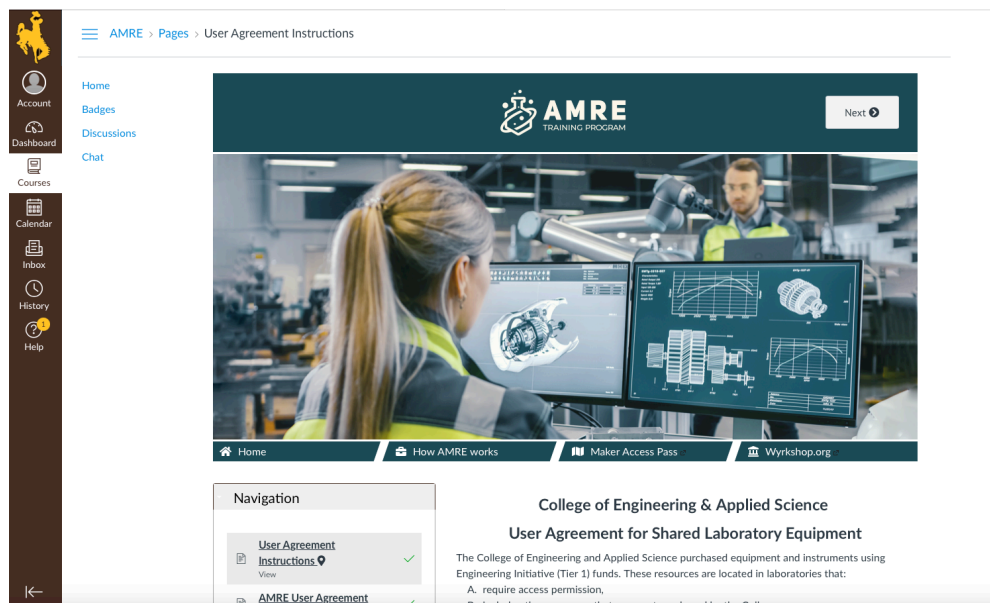 AMRE > Pages > User Agreement Instructions
Account
Dashboard
Courses
Calendar
Inbox
History
1
Help
Home
Badges
Discussions
Chat
AMRE
TRAINING PROGRAM
Next
Home
How AMRE works
Maker Access Pass
Wyrkshop.org
Navigation
User Agreement
Instructions
View
AMRE User Agreement
College of Engineering & Applied Science
User Agreement for Shared Laboratory Equipment
The College of Engineering and Applied Science purchased equipment and instruments using
Engineering Initiative (Tier 1) funds. These resources are located in laboratories that:
A. require access permission,